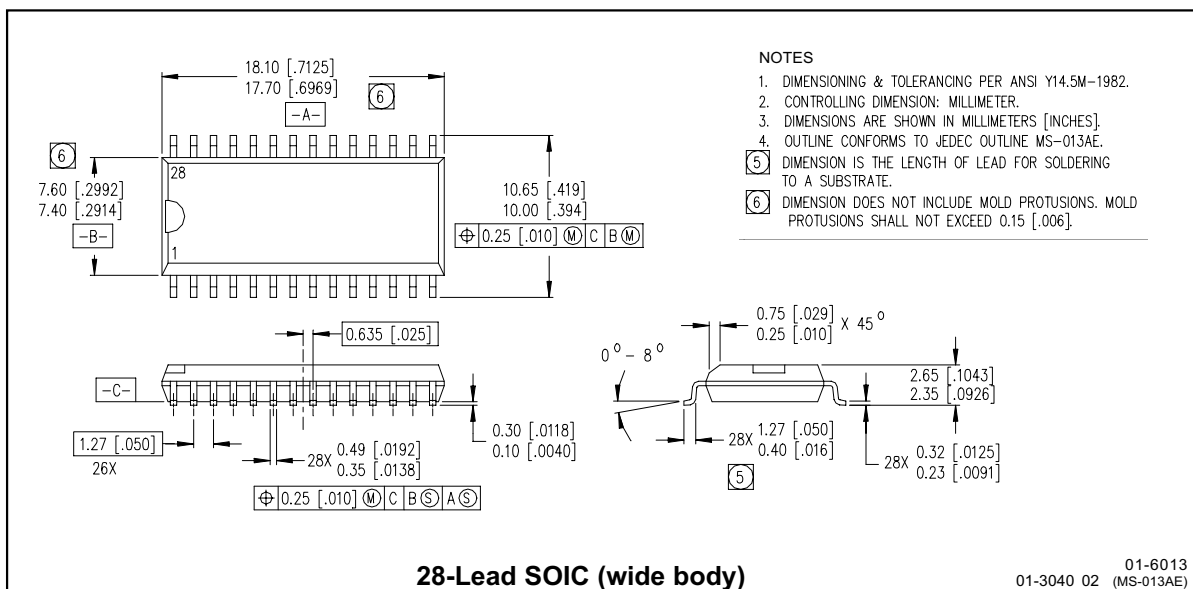 18.10 [.7125]
17.70 [.6969]
-A-
6
6
28
1
7.60 [.2992]
7.40 [.2914]
-B-
10.65 [.419]
10.00 [.394]
⌖ 0.25 [.010] Ⓜ C B Ⓜ
NOTES
1. DIMENSIONING & TOLERANCING PER ANSI Y14.5M-1982.
2. CONTROLLING DIMENSION: MILLIMETER.
3. DIMENSIONS ARE SHOWN IN MILLIMETERS [INCHES].
4. OUTLINE CONFORMS TO JEDEC OUTLINE MS-013AE.
5 DIMENSION IS THE LENGTH OF LEAD FOR SOLDERING
TO A SUBSTRATE.
6 DIMENSION DOES NOT INCLUDE MOLD PROTUSIONS. MOLD
PROTUSIONS SHALL NOT EXCEED 0.15 [.006].
0.635 [.025]
-C-
1.27 [.050]
26X
28X 0.49 [.0192]
0.35 [.0138]
⌖ 0.25 [.010] Ⓜ C B Ⓢ A Ⓢ
0.30 [.0118]
0.10 [.0040]
0.75 [.029]
0.25 [.010] X 45°
0° - 8°
2.65 [.1043]
2.35 [.0926]
28X 1.27 [.050]
0.40 [.016]
5
28X 0.32 [.0125]
0.23 [.0091]
28-Lead SOIC (wide body)
01-6013
01-3040 02 (MS-013AE)